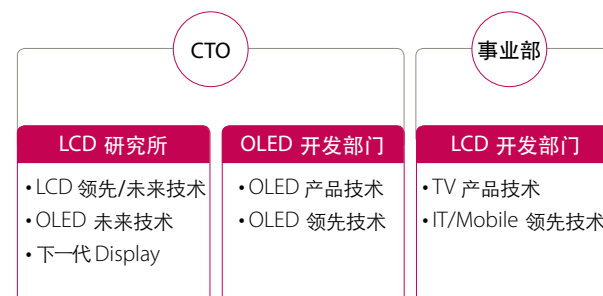 CTO
事业部
LCD 研究所
OLED 开发部门
LCD 开发部门
• LCD 领先/未来技术
• OLED 未来技术
• 下一代 Display
• OLED 产品技术
• OLED 领先技术
• TV 产品技术
• IT/Mobile 领先技术